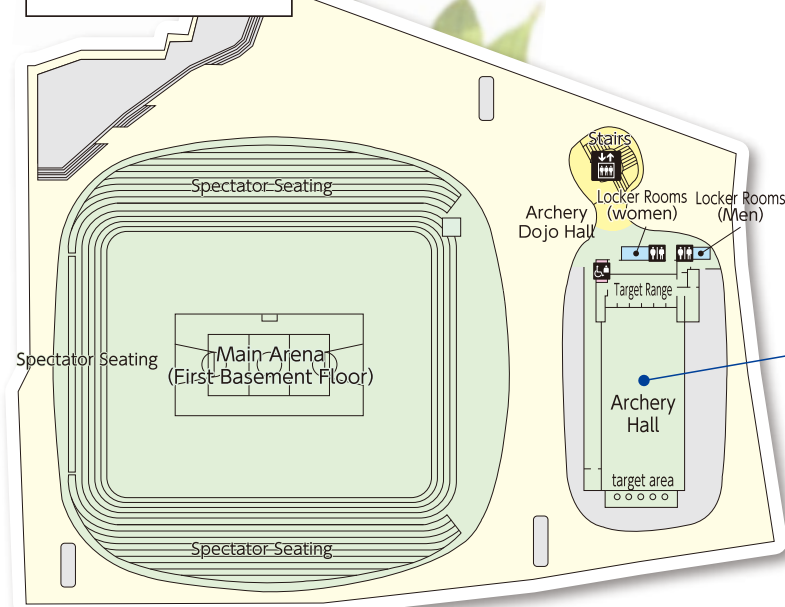 Stairs
Spectator Seating
Locker Rooms
(women)
Locker Rooms
(Men)
Archery
Dojo Hall
Target Range
Spectator Seating
Main Arena
(First Basement Floor)
Archery
Hall
target area
Spectator Seating